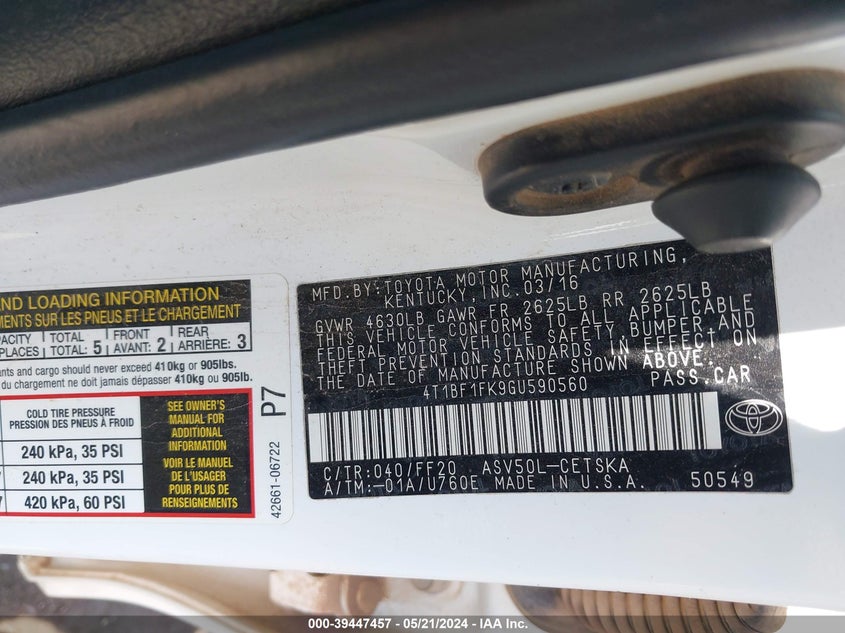 AND LOADING INFORMATION
EMENTS SUR LES PNEUS ET LE CHARGEMENT
TOTAL FRONT REAR
TOTAL: 5 AVANT: 2 ARRIÈRE: 3
ants and cargo should never exceed 410kg or 905lbs.
du chargement ne doit jamais dépasser 410kg ou 905lb.
COLD TIRE PRESSURE
PRESSION DES PNEUS À FROID
240 kPa, 35 PSI
240 kPa, 35 PSI
420 kPa, 60 PSI
SEE OWNER'S
MANUAL FOR
ADDITIONAL
INFORMATION
VOIR LE MANUEL
DE L'USAGER
POUR PLUS DE
RENSEIGNEMENTS
P7
42661-06722
MFD.BY:TOYOTA MOTOR MANUFACTURING,
KENTUCKY,INC.03/16
GVWR 4630LB GAWR FR 2625LB RR 2625LB
THIS VEHICLE CONFORMS TO ALL APPLICABLE
FEDERAL MOTOR VEHICLE SAFETY,BUMPER,AND
THEFT PREVENTION STANDARDS IN EFFECT ON
THE DATE OF MANUFACTURE SHOWN ABOVE.
4T1BF1FK9GU590560 PASS.CAR
C/TR:040/FF20 ASV50L-CETSKA
A/TM:-01A/U760E MADE IN U.S.A. 50549
000-39447457 - 05/21/2024 - IAA Inc.